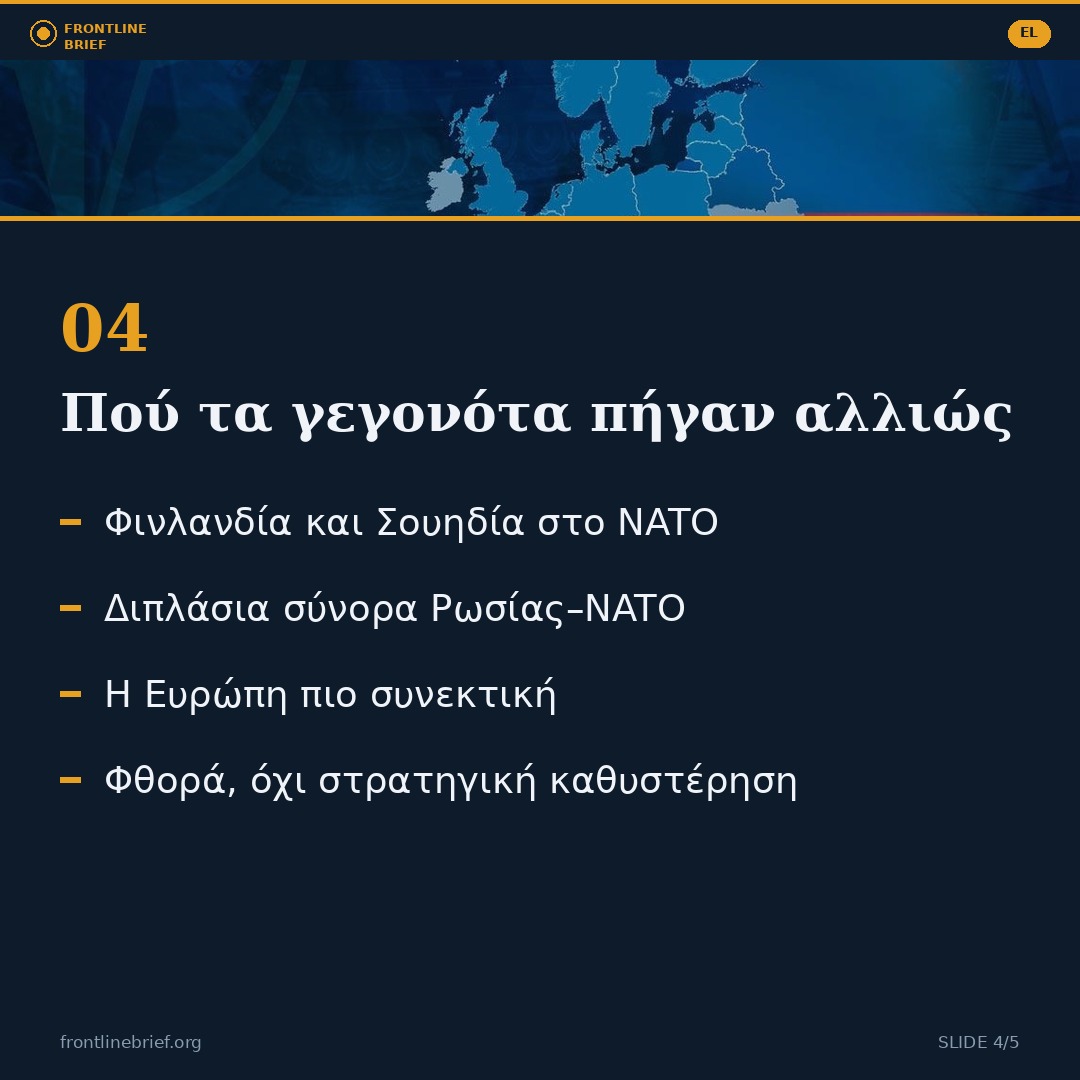 FRONTLINE
BRIEF
EL
04
Πού τα γεγονότα πήγαν αλλιώς
Φινλανδία και Σουηδία στο ΝΑΤΟ
Διπλάσια σύνορα Ρωσίας–ΝΑΤΟ
Η Ευρώπη πιο συνεκτική
Φθορά, όχι στρατηγική καθυστέρηση
frontlinebrief.org
SLIDE 4/5